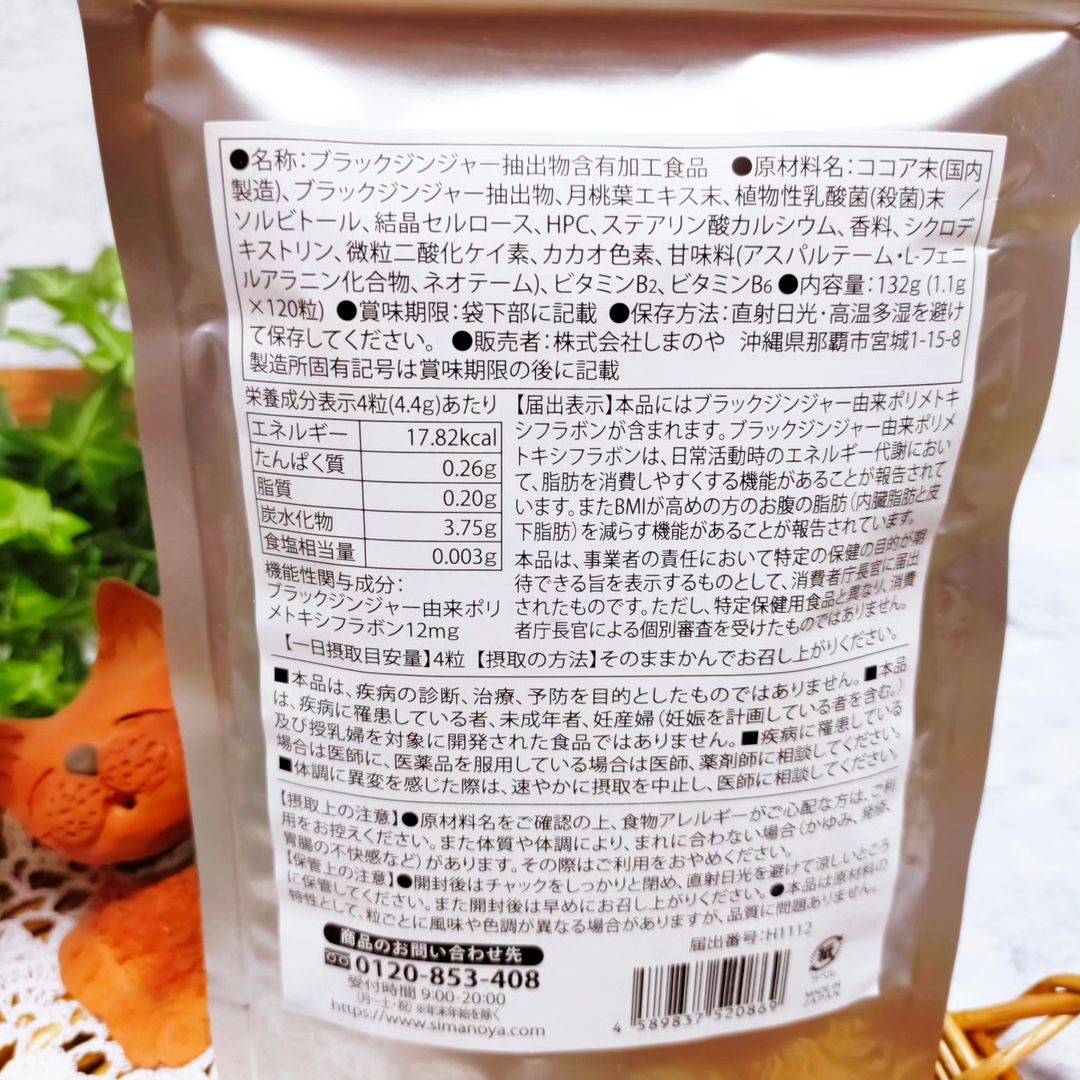 ●名称：ブラックジンジャー抽出物含有加工食品　●原材料名：ココア末(国内
製造)、ブラックジンジャー抽出物、月桃葉エキス末、植物性乳酸菌(殺菌)末　／
ソルビトール、結晶セルロース、HPC、ステアリン酸カルシウム、香料、シクロデ
キストリン、微粒二酸化ケイ素、カカオ色素、甘味料(アスパルテーム・L-フェニ
ルアラニン化合物、ネオテーム)、ビタミンB2、ビタミンB6 ●内容量：132g (1.1g
×120粒) ●賞味期限：袋下部に記載 ●保存方法：直射日光・高温多湿を避け
て保存してください。 ●販売者：株式会社しまのや　沖縄県那覇市宮城1-15-8
製造所固有記号は賞味期限の後に記載
栄養成分表示4粒(4.4g)あたり
エネルギー 17.82kcal
たんぱく質 0.26g
脂質 0.20g
炭水化物 3.75g
食塩相当量 0.003g
機能性関与成分：
ブラックジンジャー由来ポリ
メトキシフラボン12mg
【届出表示】本品にはブラックジンジャー由来ポリメトキ
シフラボンが含まれます。ブラックジンジャー由来ポリメ
トキシフラボンは、日常活動時のエネルギー代謝におい
て、脂肪を消費しやすくする機能があることが報告されて
います。またBMIが高めの方のお腹の脂肪（内臓脂肪と皮
下脂肪）を減らす機能があることが報告されています。
本品は、事業者の責任において特定の保健の目的が期
待できる旨を表示するものとして、消費者庁長官に届出
されたものです。ただし、特定保健用食品と異なり、消費
者庁長官による個別審査を受けたものではありません。
【一日摂取目安量】4粒 【摂取の方法】そのままかんでお召し上がりください。
■本品は、疾病の診断、治療、予防を目的としたものではありません。■本品
は、疾病に罹患している者、未成年者、妊産婦（妊娠を計画している者を含む。）
及び授乳婦を対象に開発された食品ではありません。■疾病に罹患している
場合は医師に、医薬品を服用している場合は医師、薬剤師に相談してください。
■体調に異変を感じた際は、速やかに摂取を中止し、医師に相談してください。
【摂取上の注意】●原材料名をご確認の上、食物アレルギーがご心配な方は、ご利
用をお控えください。また体質や体調により、まれに合わない場合（かゆみ、発疹、
胃腸の不快感など）があります。その際はご利用をおやめください。
【保管上の注意】●開封後はチャックをしっかりと閉め、直射日光を避けて涼しいところ
に保管してください。また開封後は早めにお召し上がりください。●本品は原材料の
特性として、粒ごとに風味や色調が異なる場合がありますが、品質に問題ありません。
商品のお問い合わせ先
0120-853-408
受付時間 9:00-20:00
（月～土・祝）※年末年始を除く
https://www.simanoya.com
届出番号：H1112
4 589837 520869
紙
ラベル
MADE IN
JAPAN